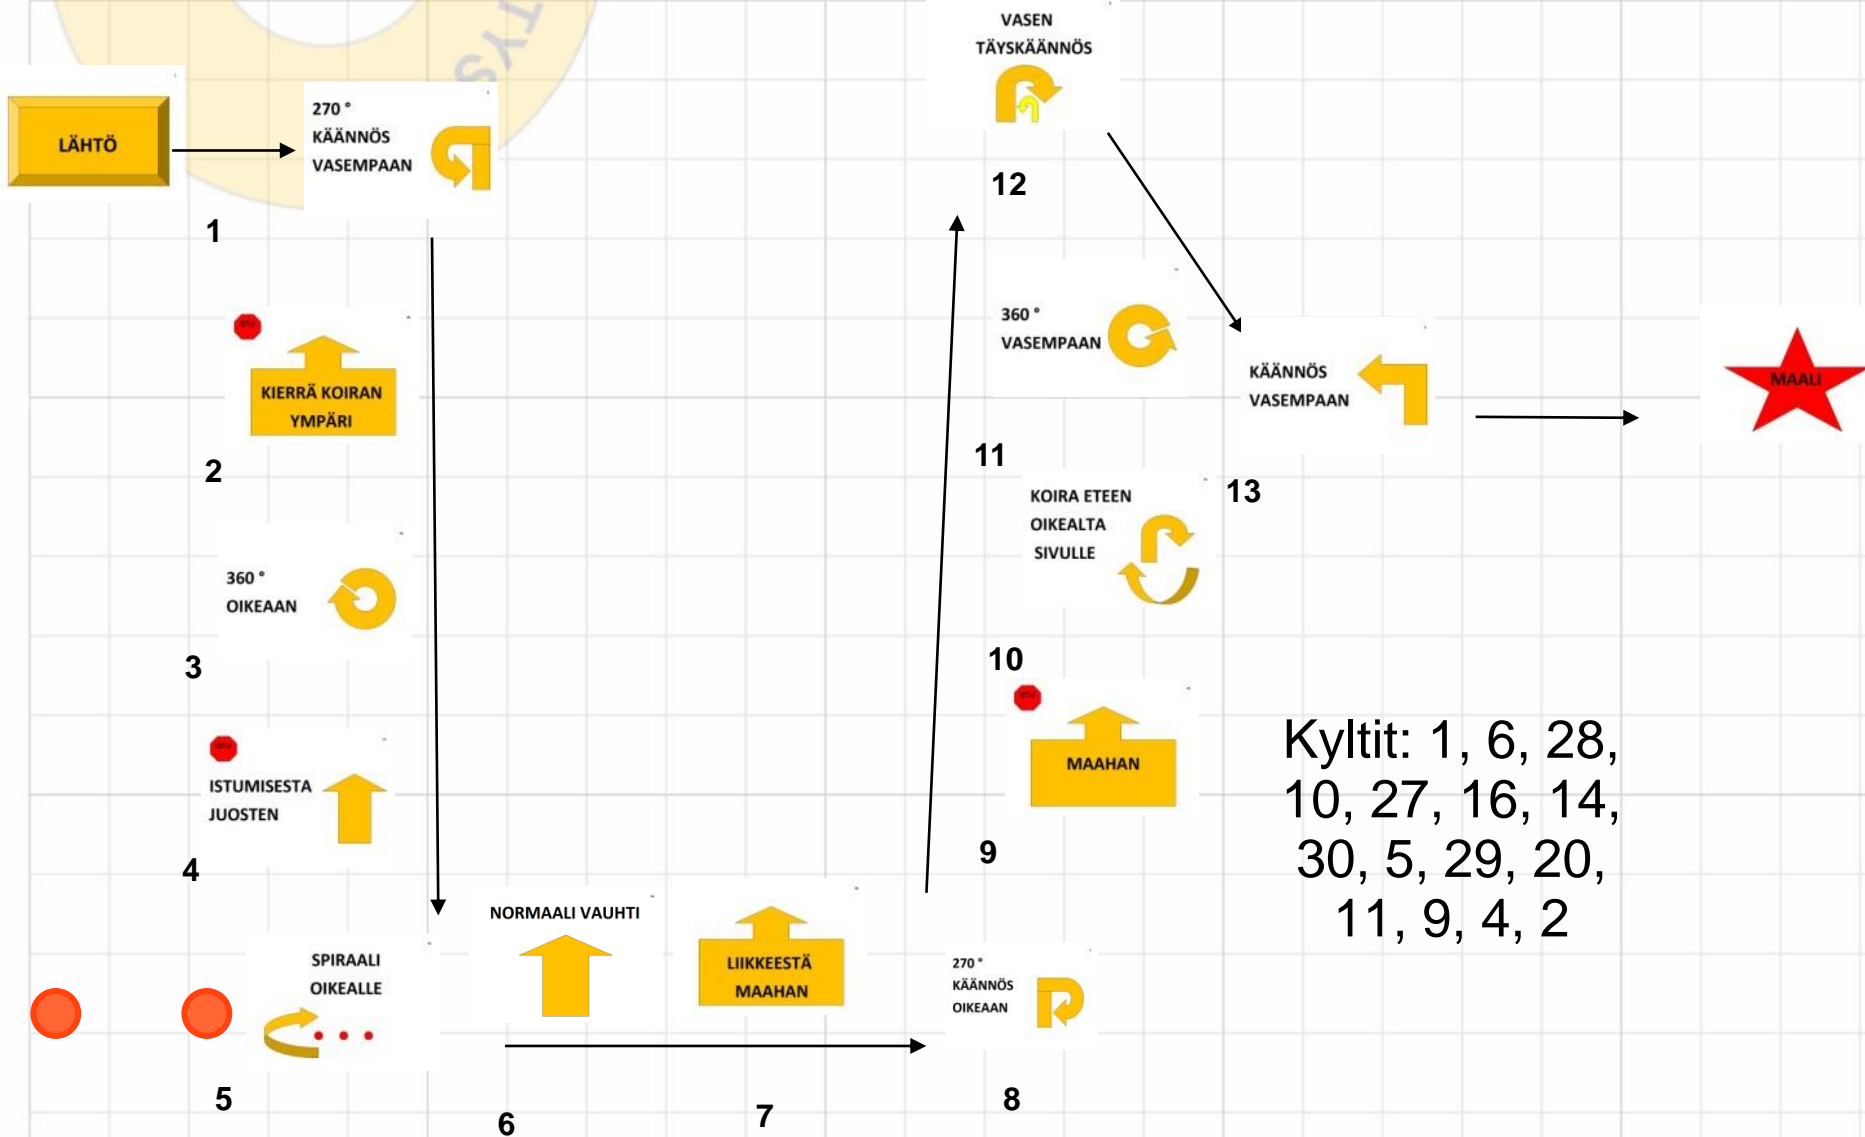 TYS
LÄHTÖ
270 °
KÄÄNNÖS
VASEMPAAN
1
KIERRÄ KOIRAN
YMPÄRI
2
360 °
OIKEAAN
3
ISTUMISESTA
JUOSTEN
4
SPIRAALI
OIKEALLE
5
NORMAALI VAUHTI
6
LIIKKEESTÄ
MAAHAN
7
270 °
KÄÄNNÖS
OIKEAAN
8
MAAHAN
9
KOIRA ETEEN
OIKEALTA
SIVULLE
10
360 °
VASEMPAAN
11
VASEN
TÄYSKÄÄNNÖS
12
KÄÄNNÖS
VASEMPAAN
13
MAALI
Kyltit: 1, 6, 28,
10, 27, 16, 14,
30, 5, 29, 20,
11, 9, 4, 2